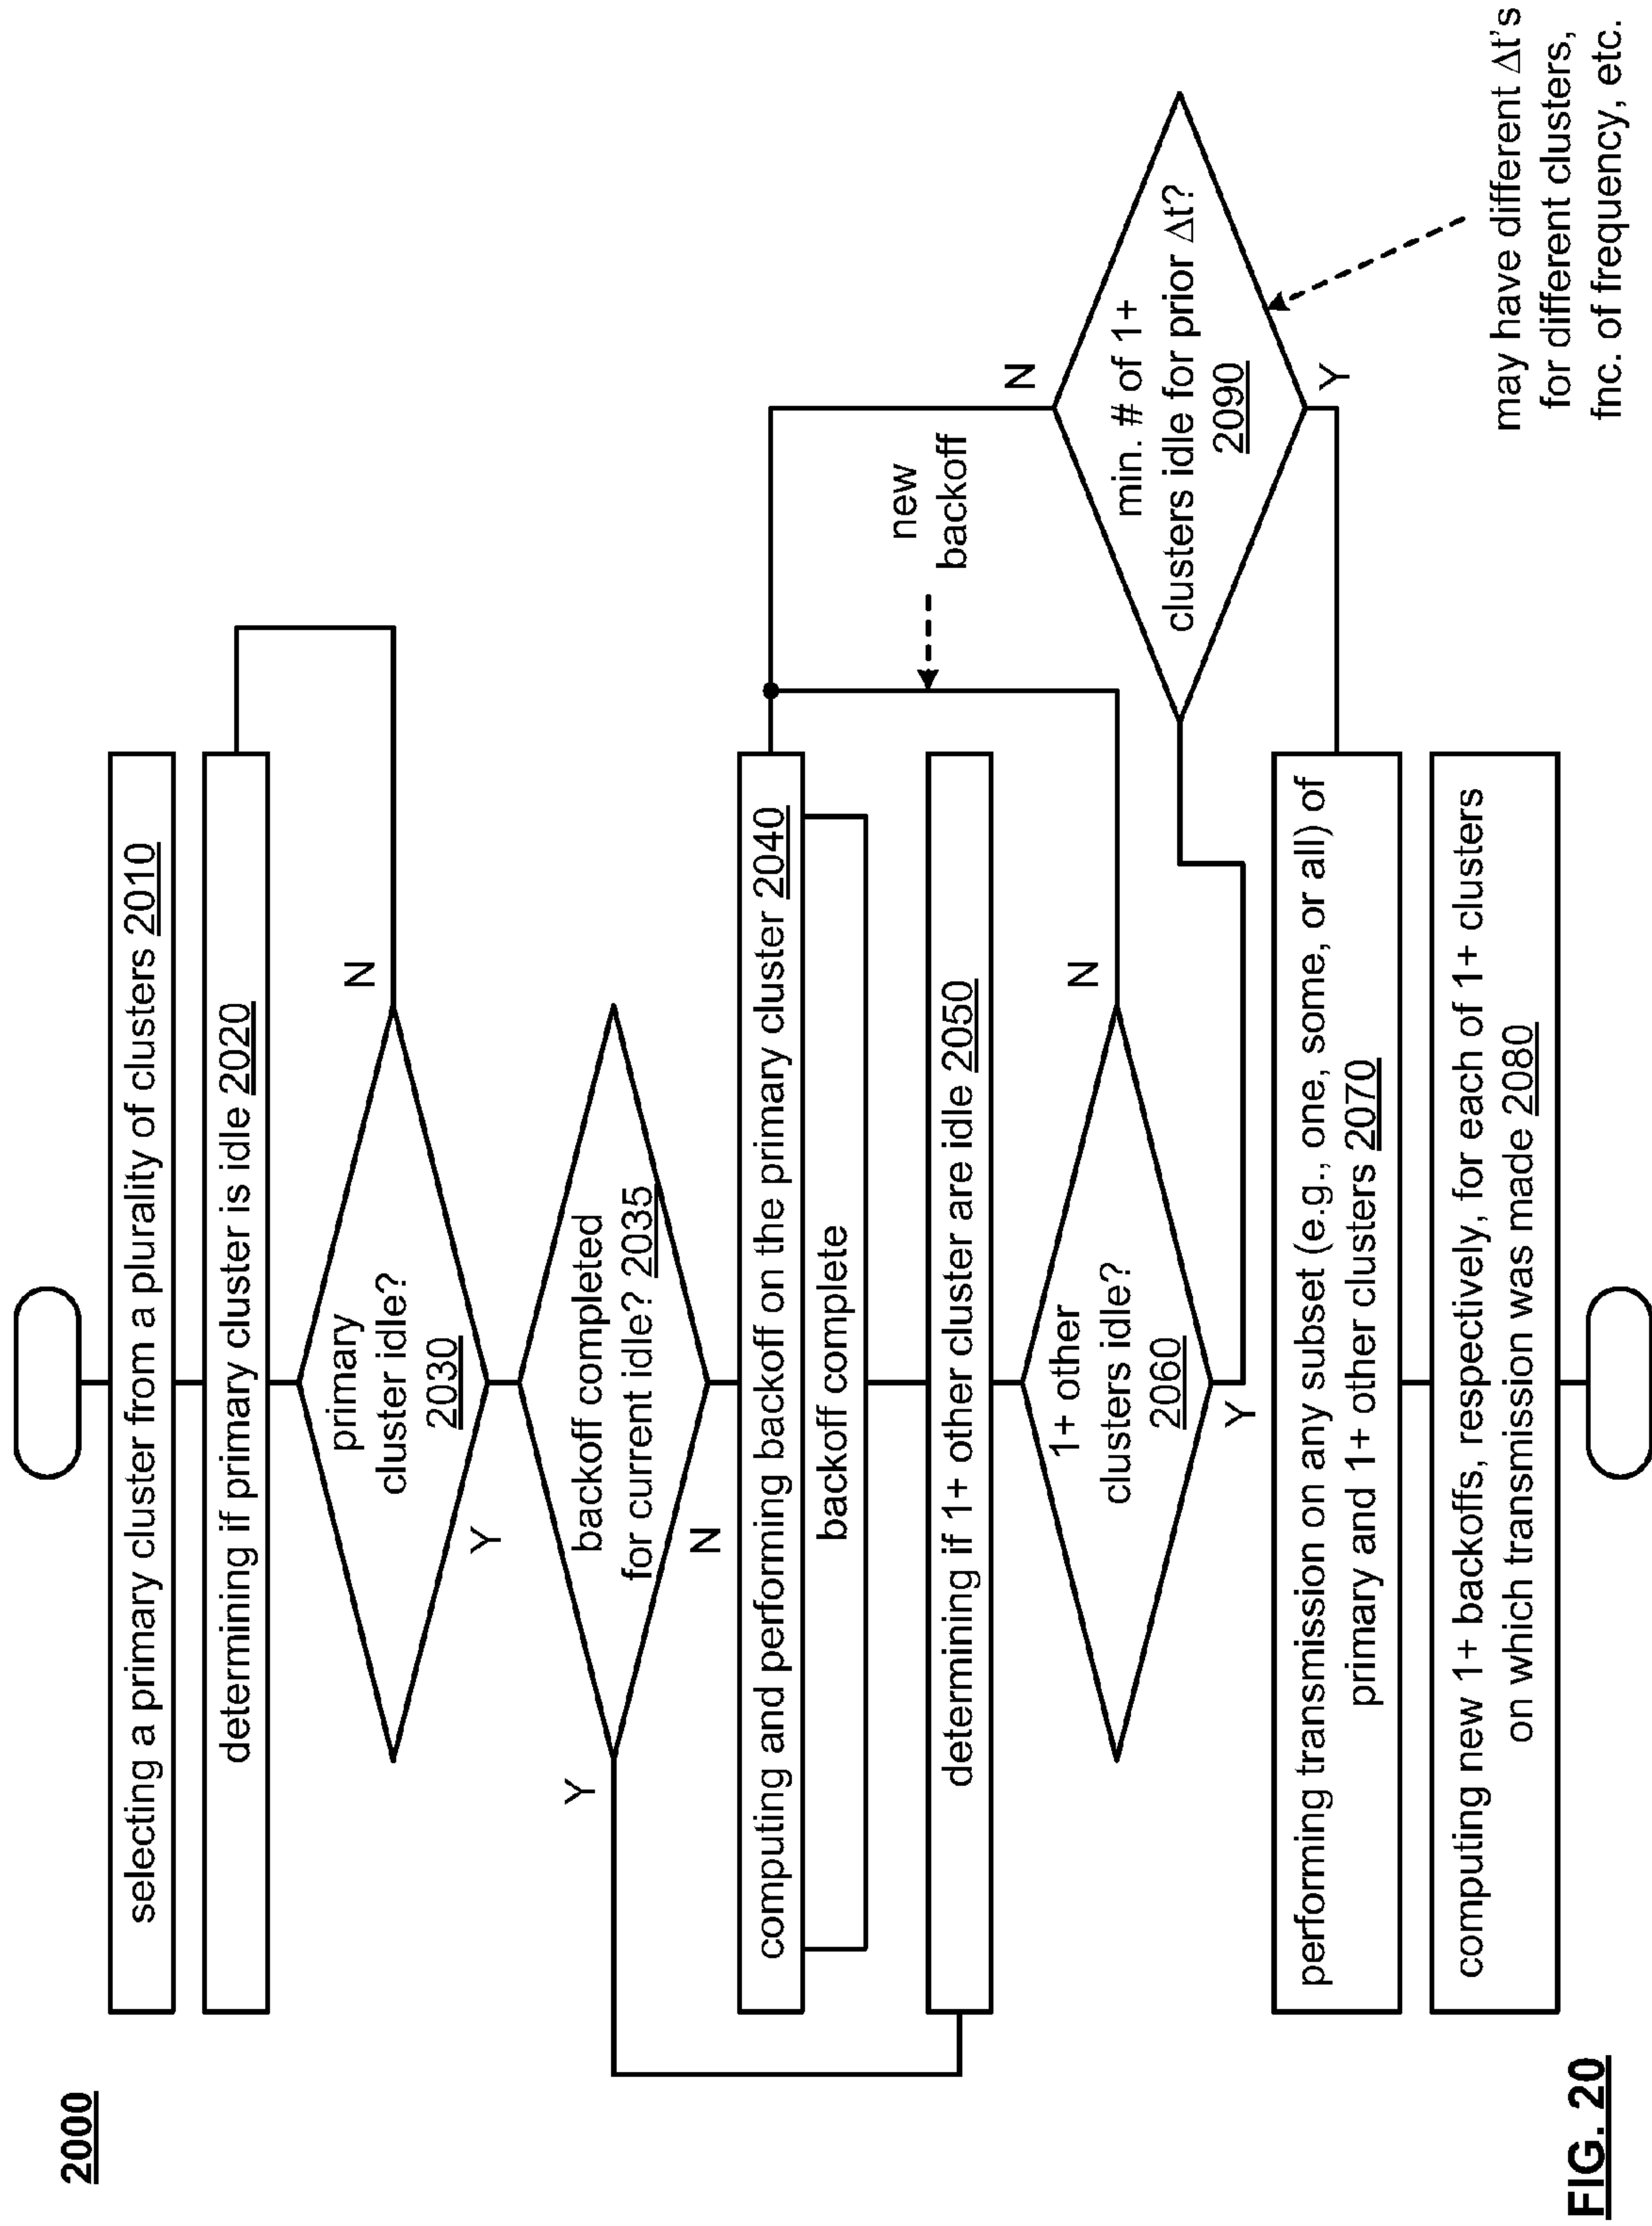 2000
selecting a primary cluster from a plurality of clusters 2010
determining if primary cluster is idle 2020
primary
cluster idle?
2030
N
Y
backoff completed
for current idle? 2035
Y
N
computing and performing backoff on the primary cluster 2040
backoff complete
new
backoff
determining if 1+ other cluster are idle 2050
1+ other
clusters idle?
2060
N
Y
min. # of 1+
clusters idle for prior Δt?
2090
N
Y
may have different Δt's
for different clusters,
fnc. of frequency, etc.
performing transmission on any subset (e.g., one, some, or all) of
primary and 1+ other clusters 2070
computing new 1+ backoffs, respectively, for each of 1+ clusters
on which transmission was made 2080
FIG. 20